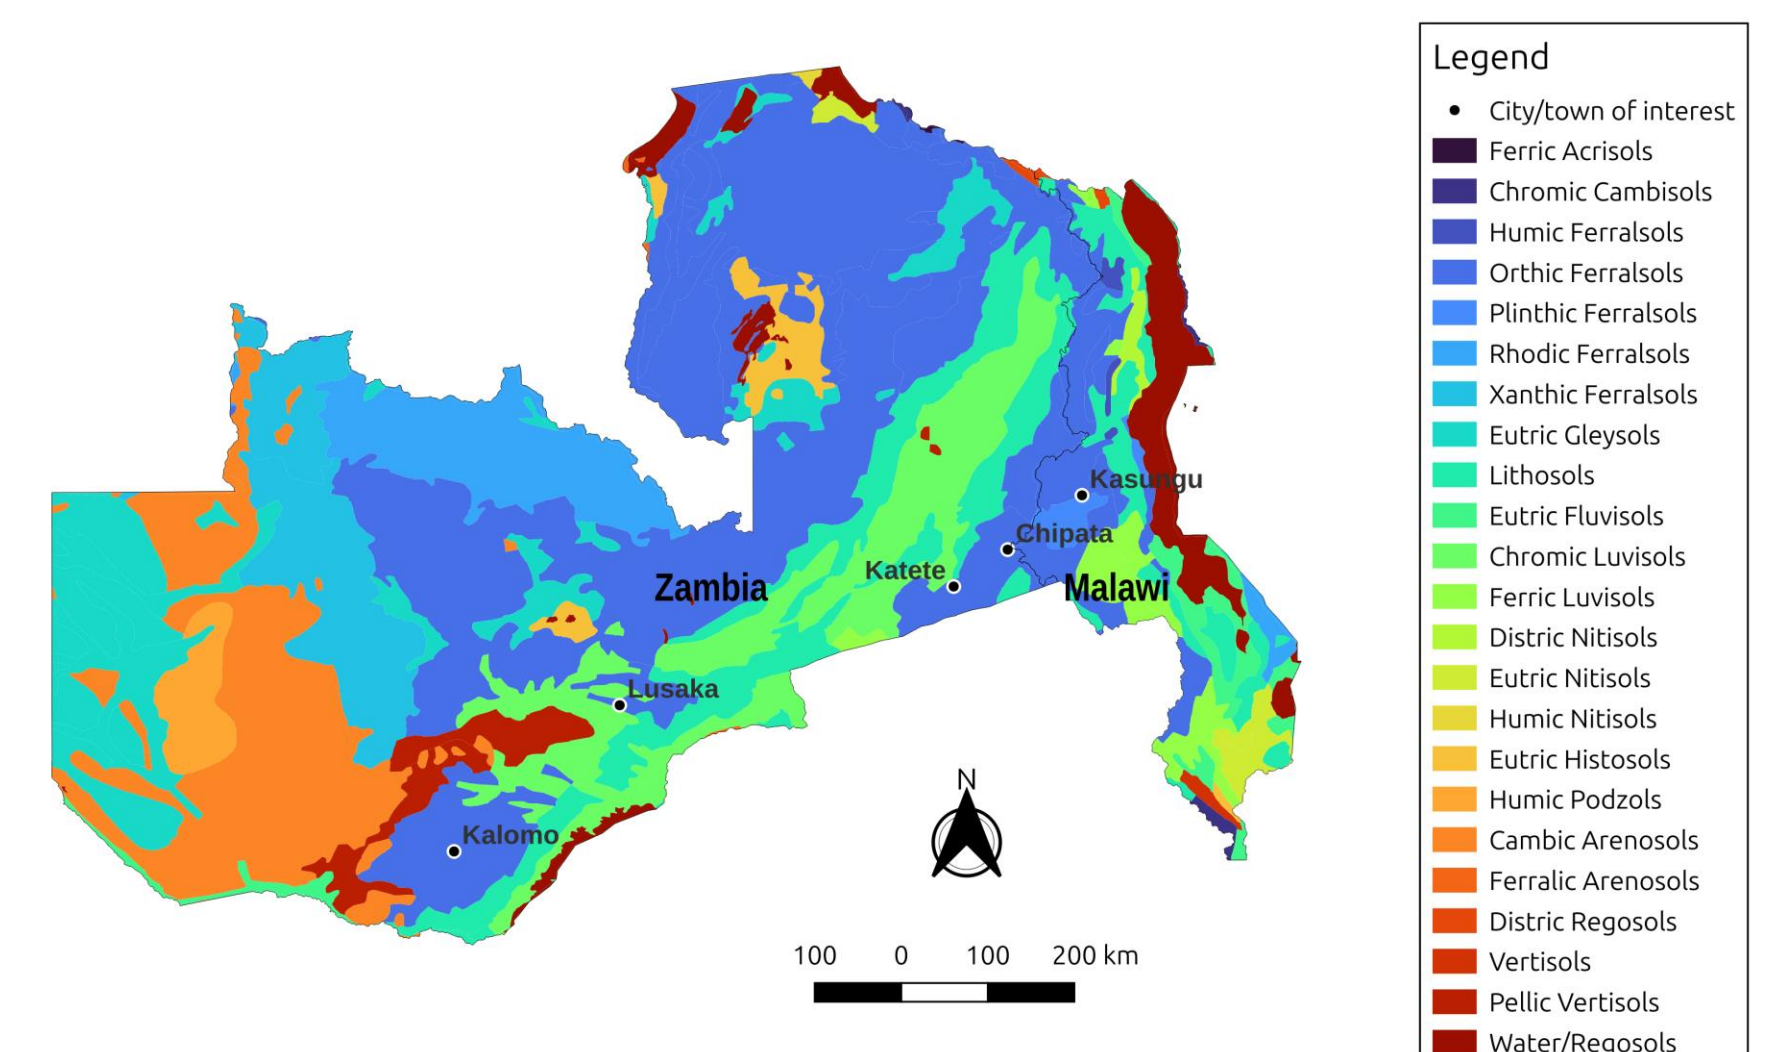 Legend
City/town of interest
Ferric Acrisols
Chromic Cambisols
Humic Ferralsols
Orthic Ferralsols
Plinthic Ferralsols
Rhodic Ferralsols
Xanthic Ferralsols
Eutric Gleysols
Lithosols
Eutric Fluvisols
Chromic Luvisols
Ferric Luvisols
Distric Nitisols
Eutric Nitisols
Humic Nitisols
Eutric Histosols
Humic Podzols
Cambic Arenosols
Ferralic Arenosols
Distric Regosols
Vertisols
Pellic Vertisols
Water/Regosols
Kasungu
Chipata
Katete
Zambia
Malawi
Lusaka
Kalomo
N
100 0 100 200 km